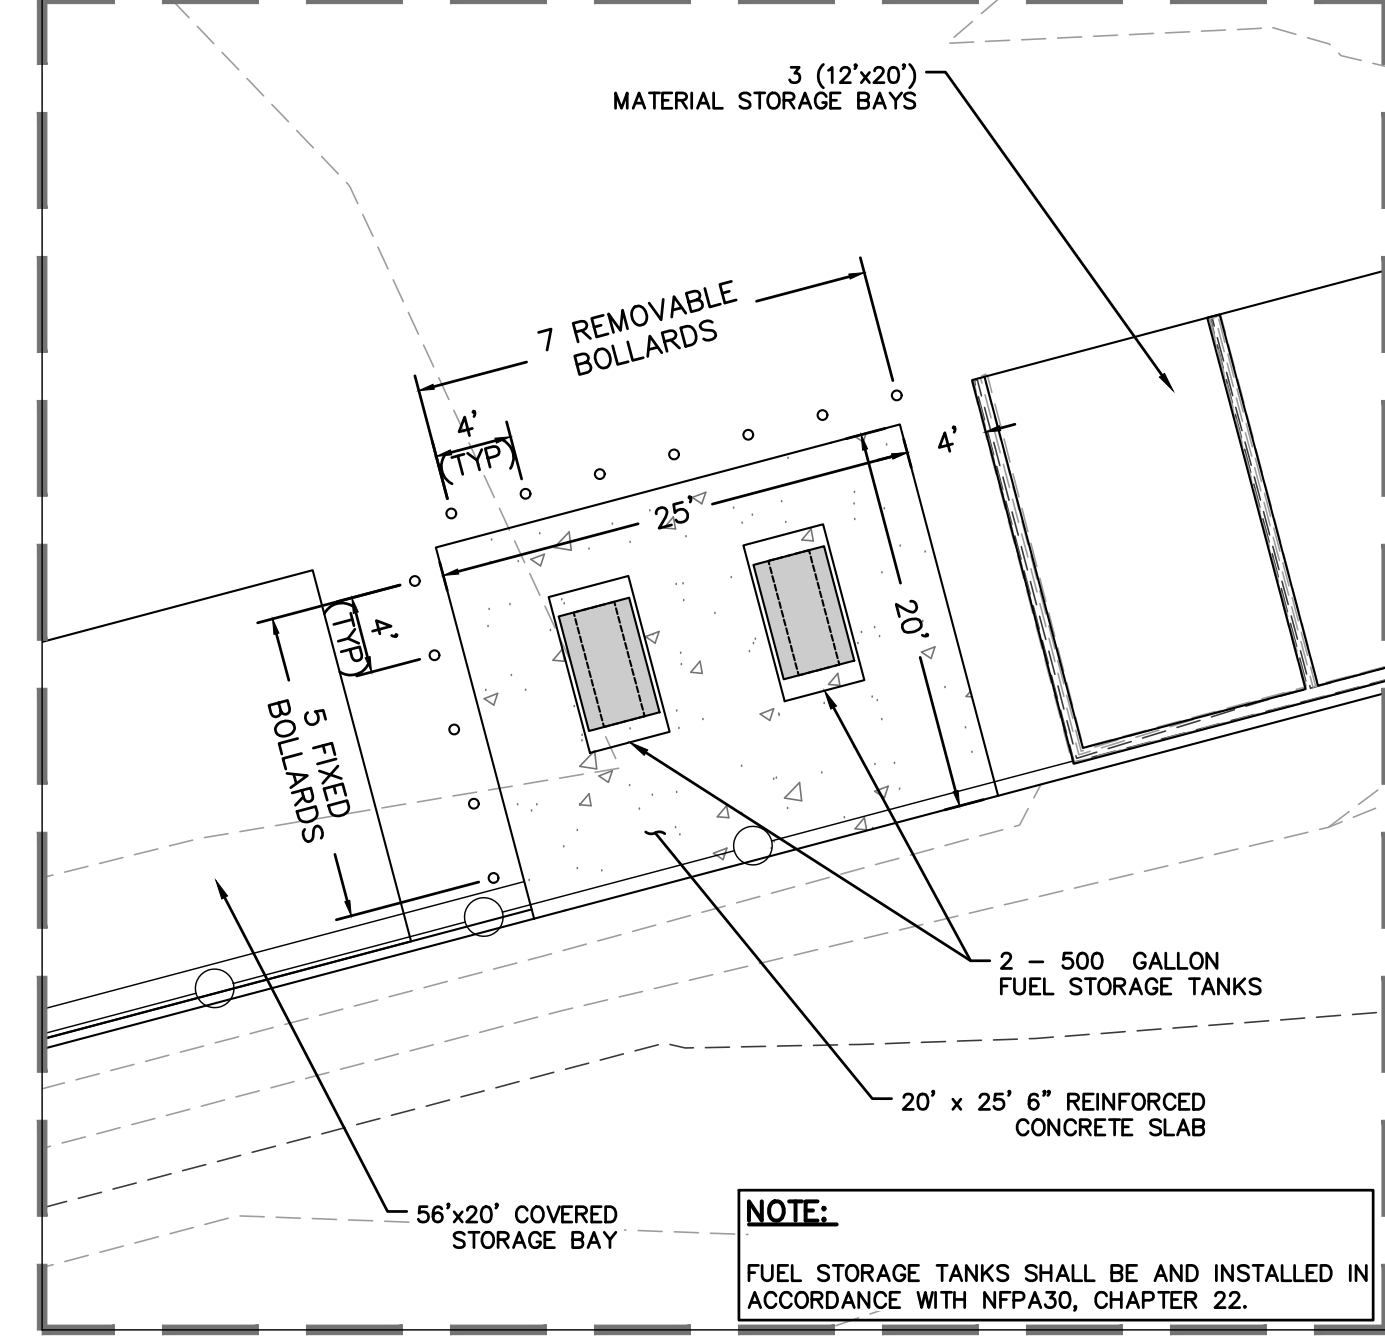 3 (12'x20')
MATERIAL STORAGE BAYS
7 REMOVABLE
BOLLARDS
4'
(TYP)
4'
25'
20'
4'
(TYP)
5 FIXED
BOLLARDS
2 - 500 GALLON
FUEL STORAGE TANKS
20' x 25' 6" REINFORCED
CONCRETE SLAB
56'x20' COVERED
STORAGE BAY
NOTE:
FUEL STORAGE TANKS SHALL BE AND INSTALLED IN
ACCORDANCE WITH NFPA30, CHAPTER 22.